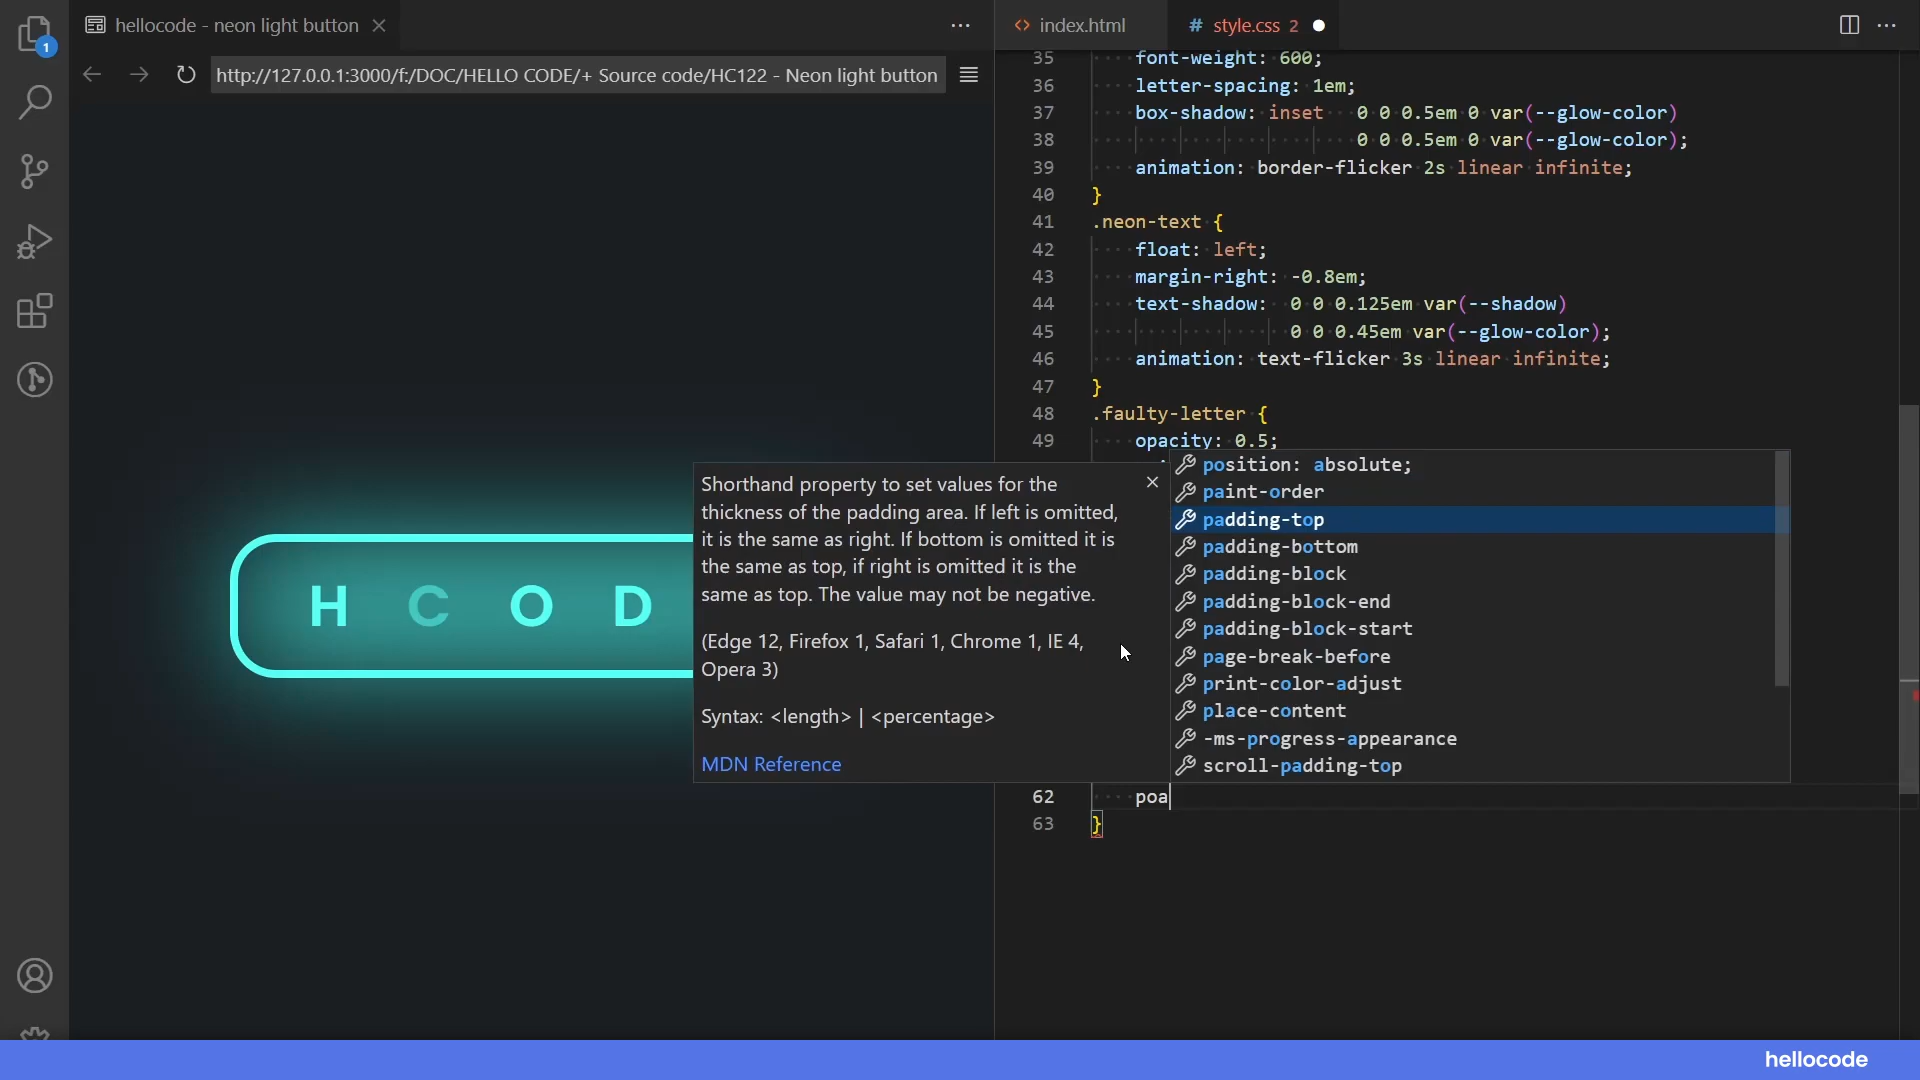 1
hellocode - neon light button
http://127.0.0.1:3000/f:/DOC/HELLO CODE/+ Source code/HC122 - Neon light button
H C O D
index.html
# style.css 2
35 font-weight: 600;
36 letter-spacing: 1em;
37 box-shadow: inset 0 0 0.5em 0 var(--glow-color)
38 0 0 0.5em 0 var(--glow-color);
39 animation: border-flicker 2s linear infinite;
40 }
41 .neon-text {
42 float: left;
43 margin-right: -0.8em;
44 text-shadow: 0 0 0.125em var(--shadow)
45 0 0 0.45em var(--glow-color);
46 animation: text-flicker 3s linear infinite;
47 }
48 .faulty-letter {
49 opacity: 0.5;
Shorthand property to set values for the
thickness of the padding area. If left is omitted,
it is the same as right. If bottom is omitted it is
the same as top, if right is omitted it is the
same as top. The value may not be negative.
(Edge 12, Firefox 1, Safari 1, Chrome 1, IE 4,
Opera 3)
Syntax: <length> | <percentage>
MDN Reference
position: absolute;
paint-order
padding-top
padding-bottom
padding-block
padding-block-end
padding-block-start
page-break-before
print-color-adjust
place-content
-ms-progress-appearance
scroll-padding-top
62 poa
63 }
hellocode